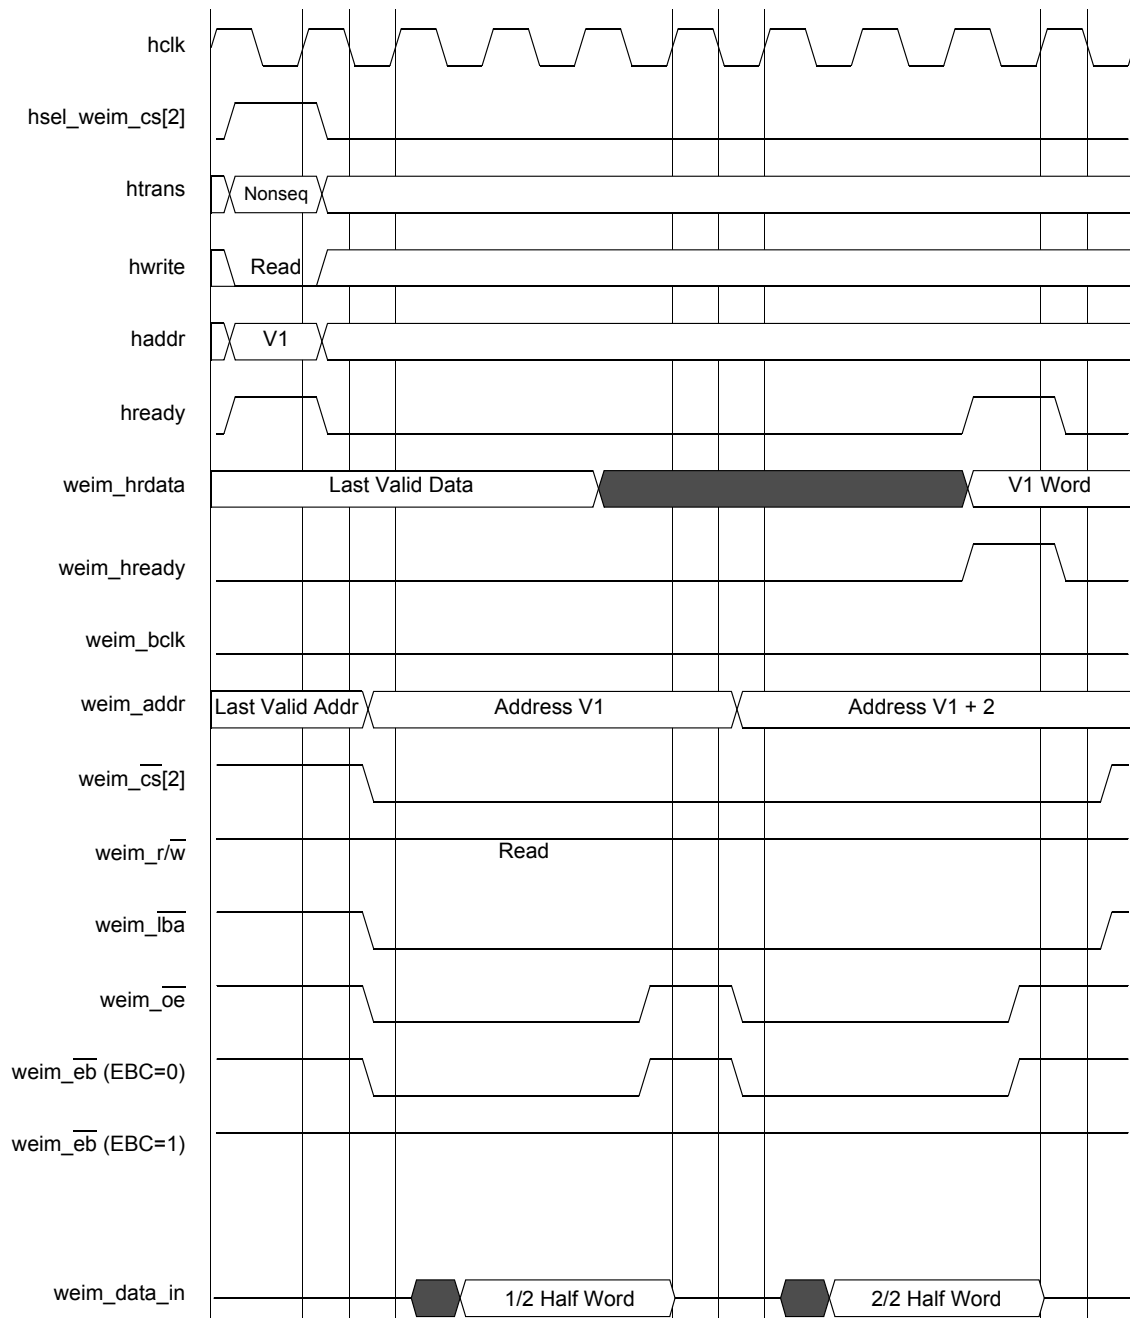 hclk
hsel_weim_cs[2]
htrans Nonseq
hwrite Read
haddr V1
hready
weim_hrdata Last Valid Data V1 Word
weim_hready
weim_bclk
weim_addr Last Valid Addr Address V1 Address V1 + 2
weim_cs[2]
weim_r/w Read
weim_lba
weim_oe
weim_eb (EBC=0)
weim_eb (EBC=1)
weim_data_in 1/2 Half Word 2/2 Half Word